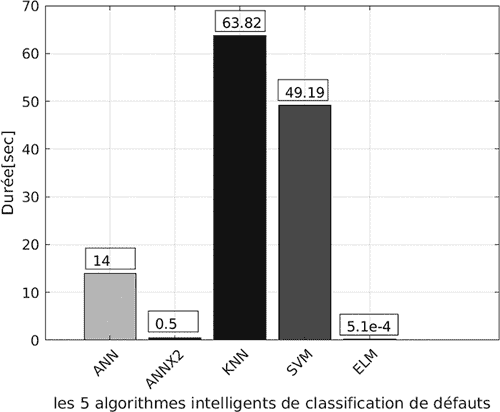 70
60
50
40
30
20
10
0
Durée[sec]
14
0.5
63.82
49.19
5.1e-4
ANN
ANNX2
KNN
SVM
ELM
les 5 algorithmes intelligents de classification de défauts